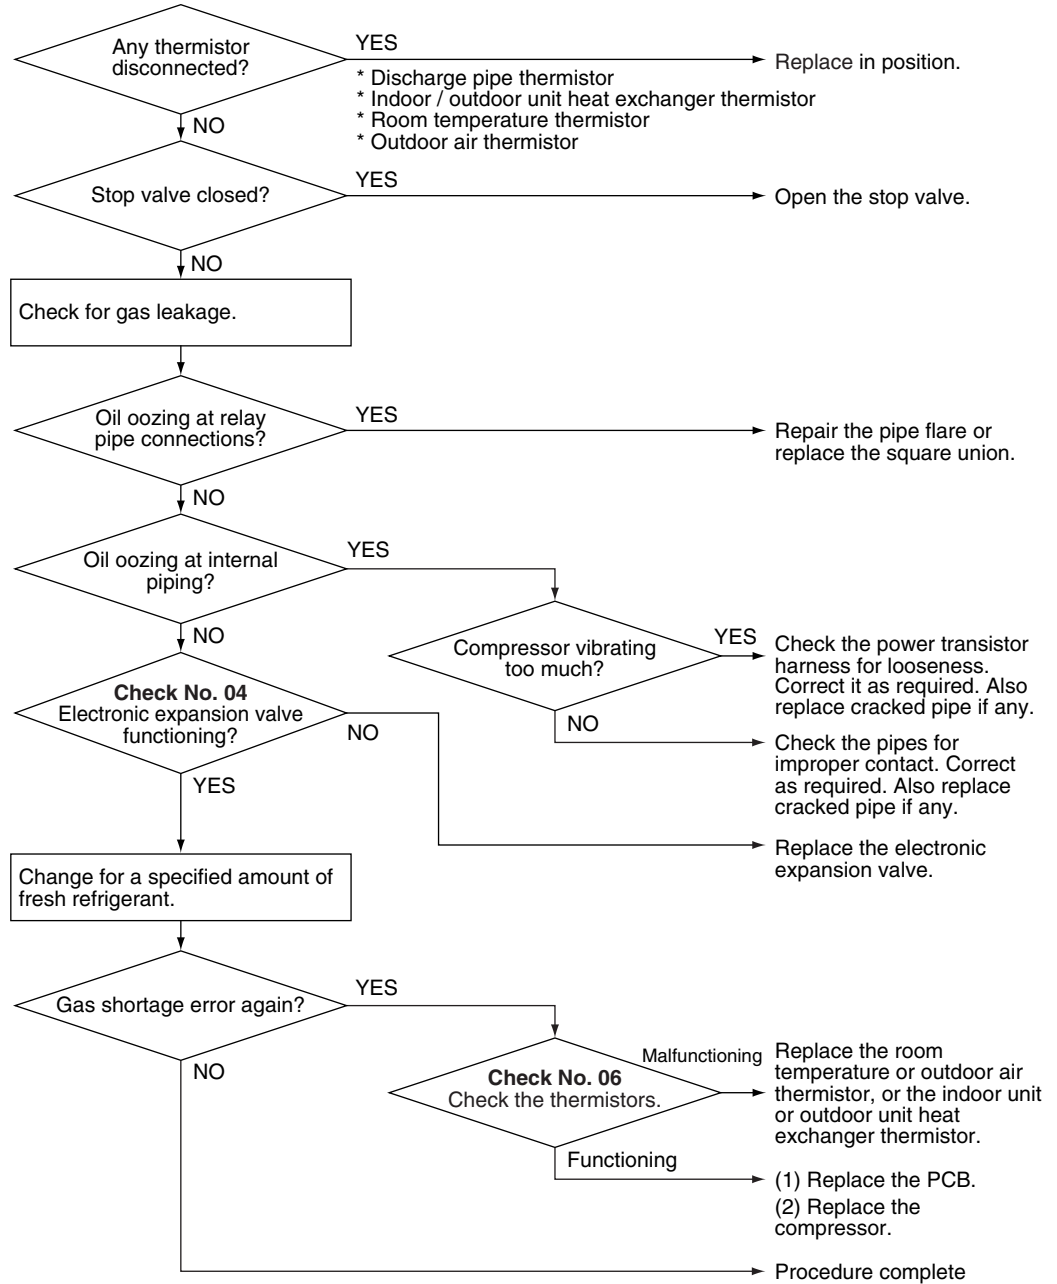 Any thermistor
disconnected?
YES
* Discharge pipe thermistor
* Indoor / outdoor unit heat exchanger thermistor
* Room temperature thermistor
* Outdoor air thermistor
Replace in position.
NO
Stop valve closed?
YES
Open the stop valve.
NO
Check for gas leakage.
Oil oozing at relay
pipe connections?
YES
Repair the pipe flare or
replace the square union.
NO
Oil oozing at internal
piping?
YES
Compressor vibrating
too much?
YES
Check the power transistor
harness for looseness.
Correct it as required. Also
replace cracked pipe if any.
NO
Check the pipes for
improper contact. Correct
as required. Also replace
cracked pipe if any.
NO
Check No. 04
Electronic expansion valve
functioning?
NO
Replace the electronic
expansion valve.
YES
Change for a specified amount of
fresh refrigerant.
Gas shortage error again?
YES
Check No. 06
Check the thermistors.
Malfunctioning
Replace the room
temperature or outdoor air
thermistor, or the indoor unit
or outdoor unit heat
exchanger thermistor.
Functioning
(1) Replace the PCB.
(2) Replace the
compressor.
NO
Procedure complete